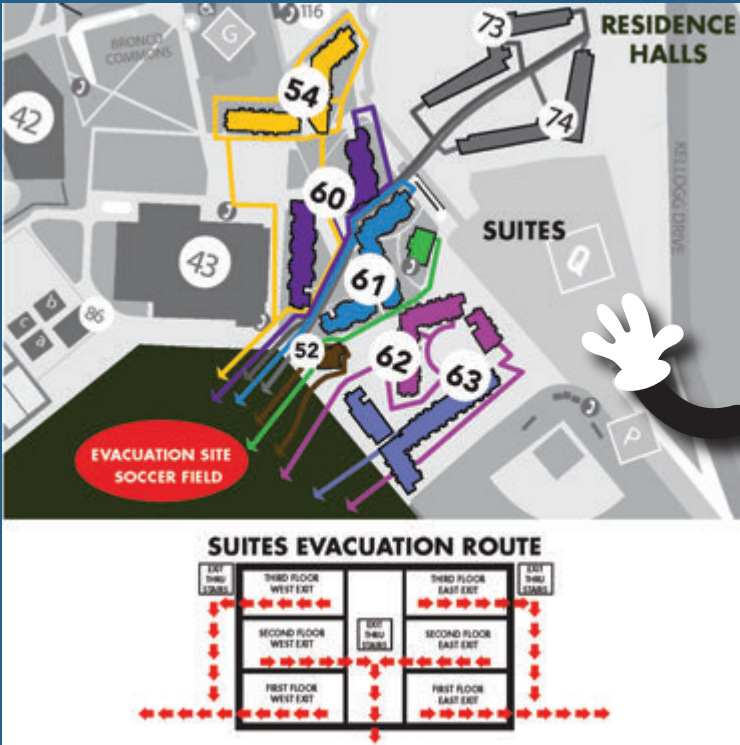 116
73
RESIDENCE
HALLS
BRONCO
COMMONS
G
54
42
74
KELLOGG DRIVE
60
SUITES
43
Q
61
b
a
c
86
52
62
63
P
EVACUATION SITE
SOCCER FIELD
SUITES EVACUATION ROUTE
EXIT
THRU
STAIRS
THIRD FLOOR
WEST EXIT
THIRD FLOOR
EAST EXIT
EXIT
THRU
STAIRS
SECOND FLOOR
WEST EXIT
EXIT
THRU
STAIRS
SECOND FLOOR
EAST EXIT
FIRST FLOOR
WEST EXIT
FIRST FLOOR
EAST EXIT